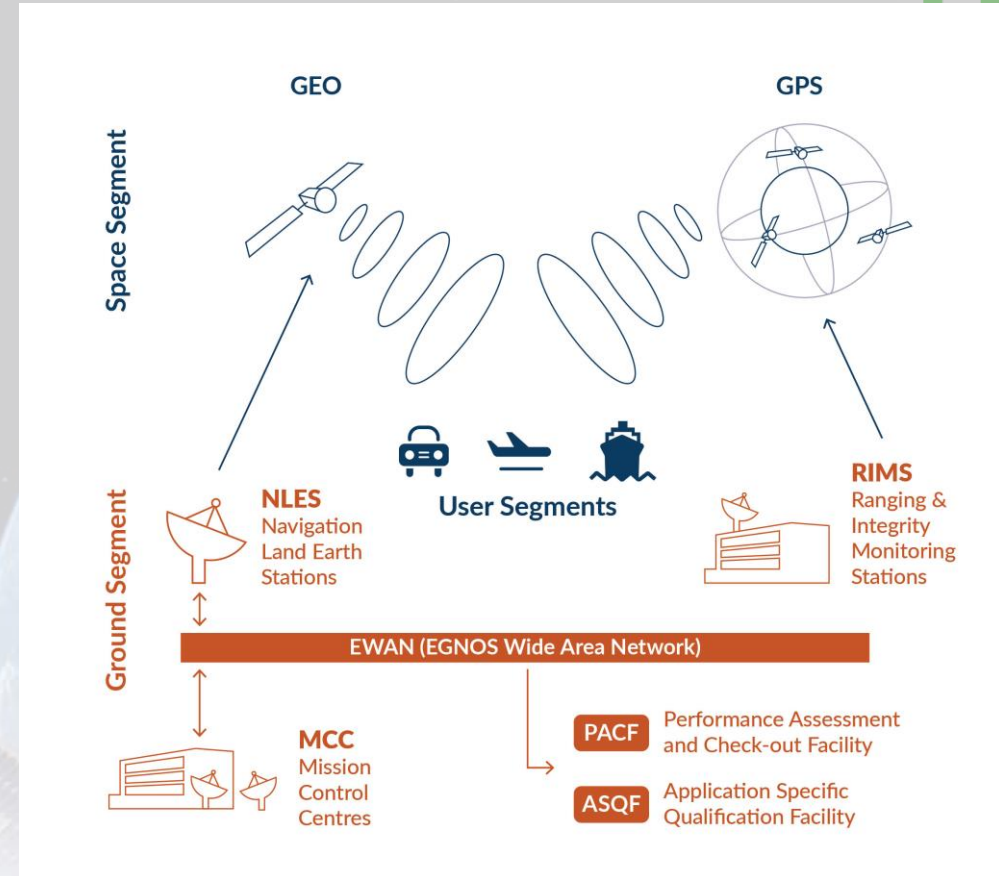 GEO
GPS
Space Segment
User Segments
Ground Segment
NLES
Navigation
Land Earth
Stations
RIMS
Ranging &
Integrity
Monitoring
Stations
EWAN (EGNOS Wide Area Network)
MCC
Mission
Control
Centres
PACF
Performance Assessment
and Check-out Facility
ASQF
Application Specific
Qualification Facility